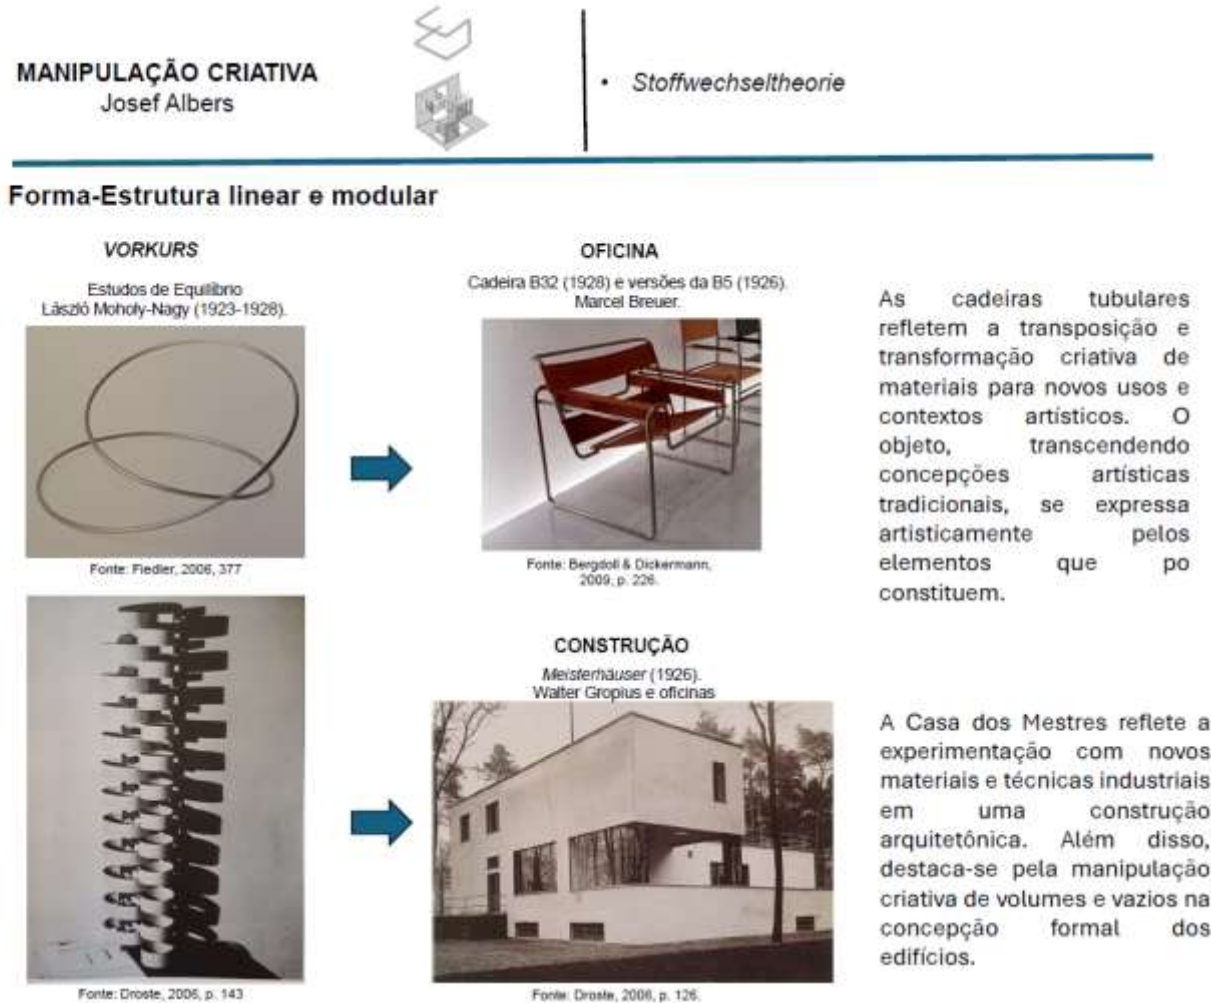 MANIPULAÇÃO CRIATIVA
Josef Albers
• Stoffwechseltheorie
Forma-Estrutura linear e modular
VORKURS
Estudos de Equilíbrio
László Moholy-Nagy (1923-1928).
Fonte: Fiedler, 2006, 377
Fonte: Droste, 2006, p. 143
OFICINA
Cadeira B32 (1928) e versões da B5 (1926).
Marcel Breuer.
Fonte: Bergdoll & Dickermann,
2009, p. 226.
As cadeiras tubulares
refletem a transposição e
transformação criativa de
materiais para novos usos e
contextos artísticos. O
objeto, transcendendo
concepções artísticas
tradicionais, se expressa
artisticamente pelos
elementos que po
constituem.
CONSTRUÇÃO
Meisterhäuser (1926).
Walter Gropius e oficinas
Fonte: Droste, 2006, p. 126.
A Casa dos Mestres reflete a
experimentação com novos
materiais e técnicas industriais
em uma construção
arquitetônica. Além disso,
destaca-se pela manipulação
criativa de volumes e vazios na
concepção formal dos
edifícios.